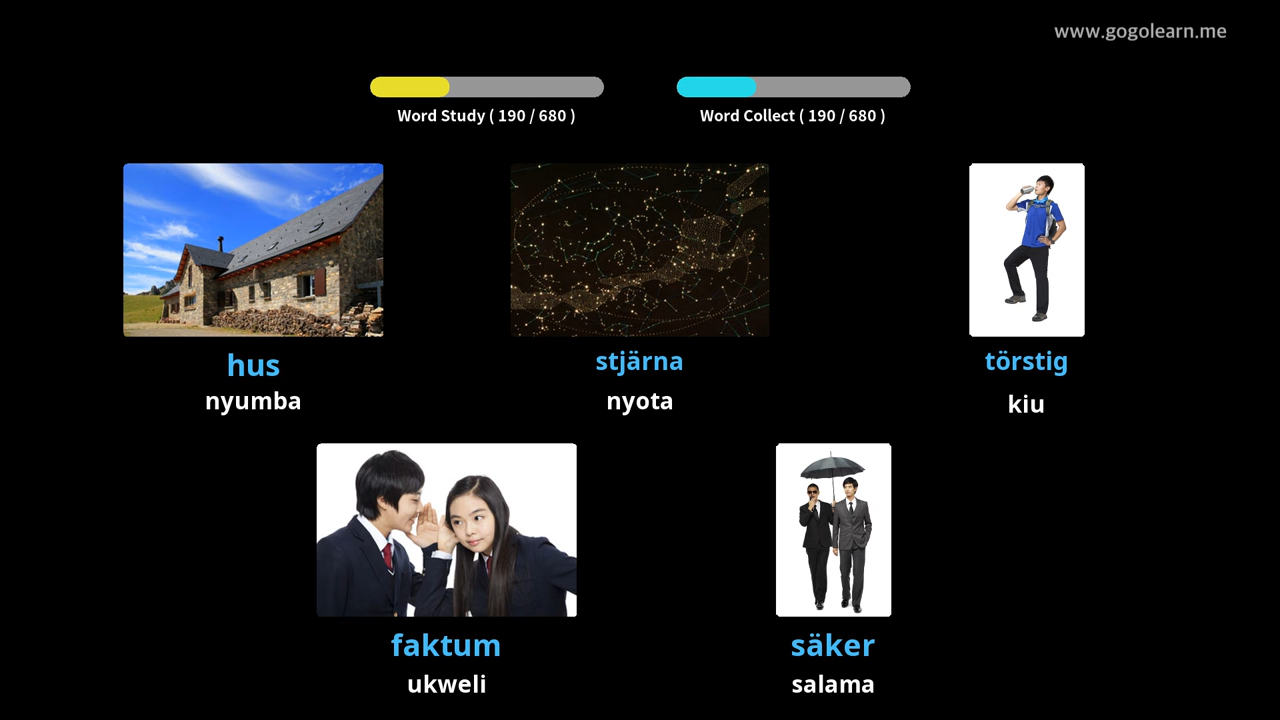 www.gogolearn.me
Word Study ( 190 / 680 )
Word Collect ( 190 / 680 )
hus
nyumba
stjärna
nyota
törstig
kiu
faktum
ukweli
säker
salama